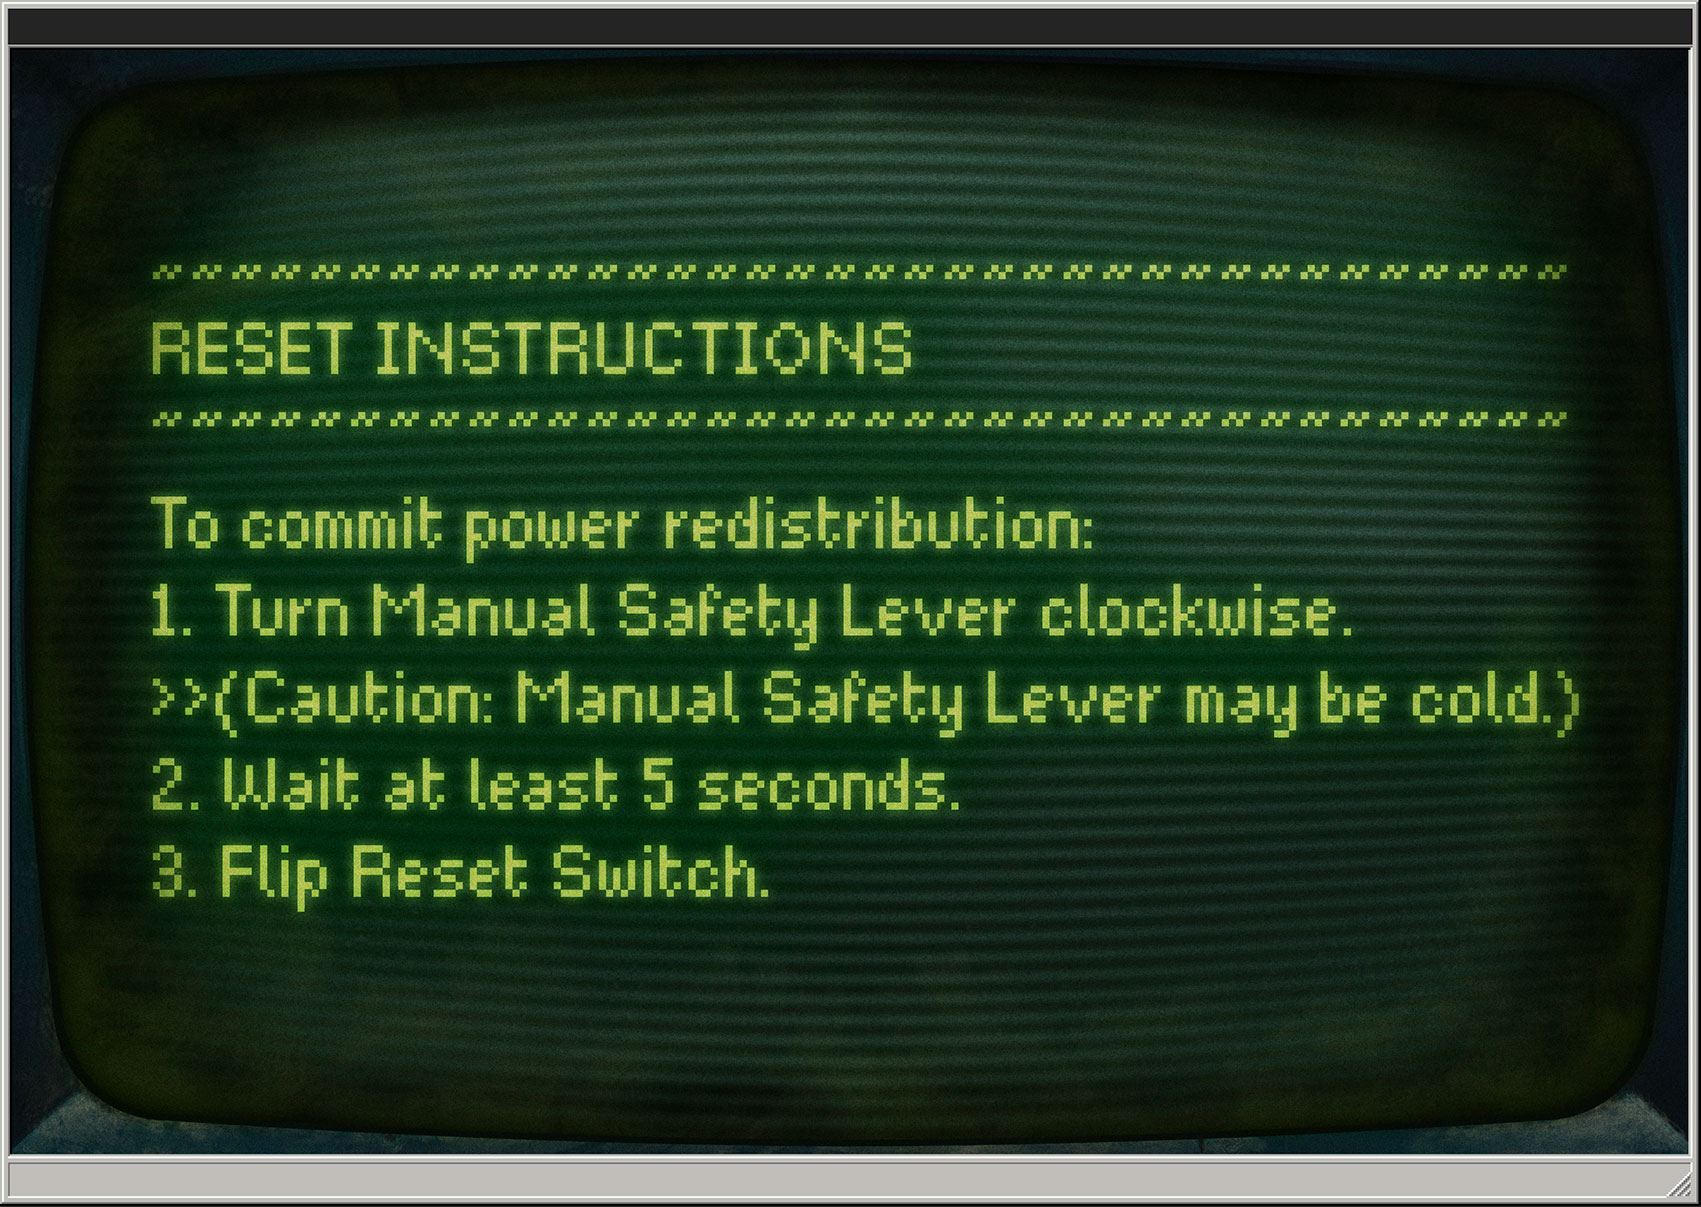 ~~~~~~~~~~~~~~~~~~~~~~~~~~~~~~~~~~~~
RESET INSTRUCTIONS
~~~~~~~~~~~~~~~~~~~~~~~~~~~~~~~~~~~~
To commit power redistribution:
1. Turn Manual Safety Lever clockwise.
>>(Caution: Manual Safety Lever may be cold.)
2. Wait at least 5 seconds.
3. Flip Reset Switch.